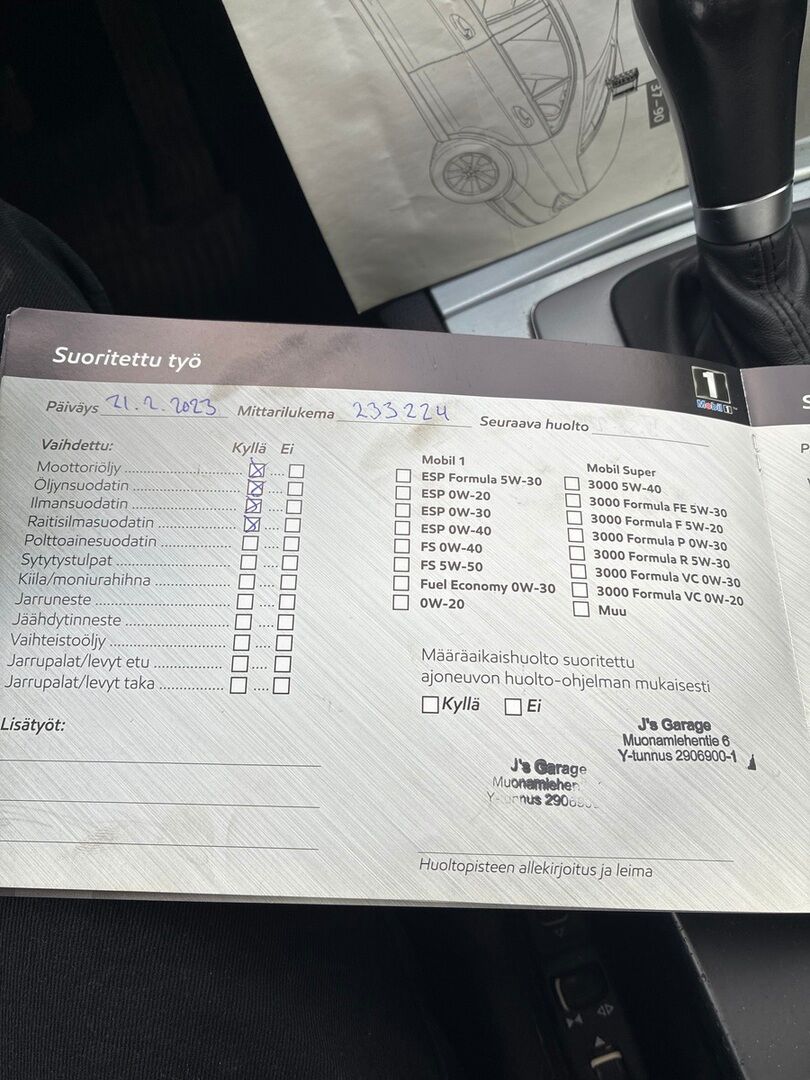 37-90
Suoritettu työ
1
Mobil 1
Päiväys 21.2.2023 Mittarilukema 233224 Seuraava huolto
Vaihdettu: Kyllä Ei
Moottoriöljy
Öljynsuodatin
Ilmansuodatin
Raitisilmasuodatin
Polttoainesuodatin
Sytytystulpat
Kiila/moniurahihna
Jarruneste
Jäähdytinneste
Vaihteistoöljy
Jarrupalat/levyt etu
Jarrupalat/levyt taka
Lisätyöt:
Mobil 1
ESP Formula 5W-30
ESP 0W-20
ESP 0W-30
ESP 0W-40
FS 0W-40
FS 5W-50
Fuel Economy 0W-30
0W-20
Mobil Super
3000 5W-40
3000 Formula FE 5W-30
3000 Formula F 5W-20
3000 Formula P 0W-30
3000 Formula R 5W-30
3000 Formula VC 0W-30
3000 Formula VC 0W-20
Muu
Määräaikaishuolto suoritettu
ajoneuvon huolto-ohjelman mukaisesti
Kyllä Ei
J's Garage
Muonamiehentie 6
Y-tunnus 2906900-1
J's Garage
Huoltopisteen allekirjoitus ja leima